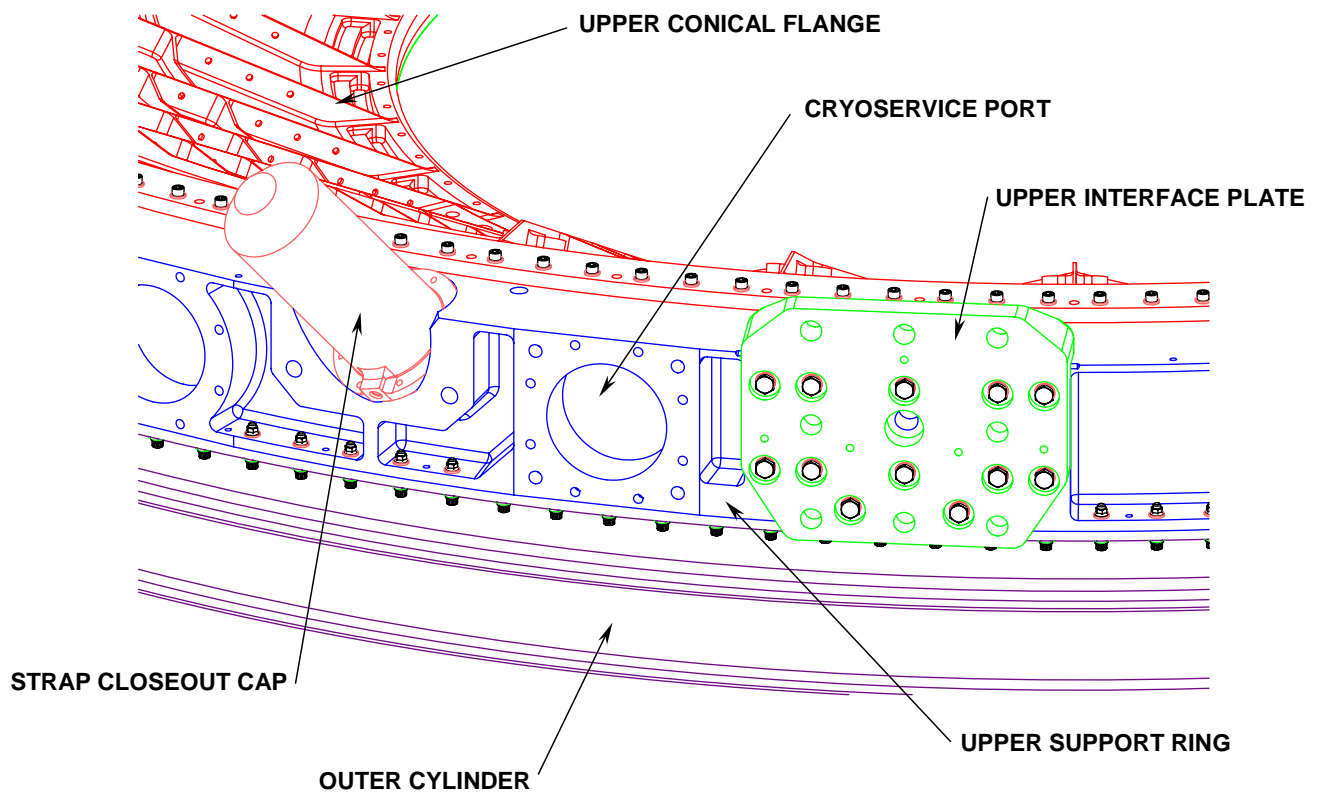 UPPER CONICAL FLANGE
CRYOSERVICE PORT
UPPER INTERFACE PLATE
STRAP CLOSEOUT CAP
UPPER SUPPORT RING
OUTER CYLINDER